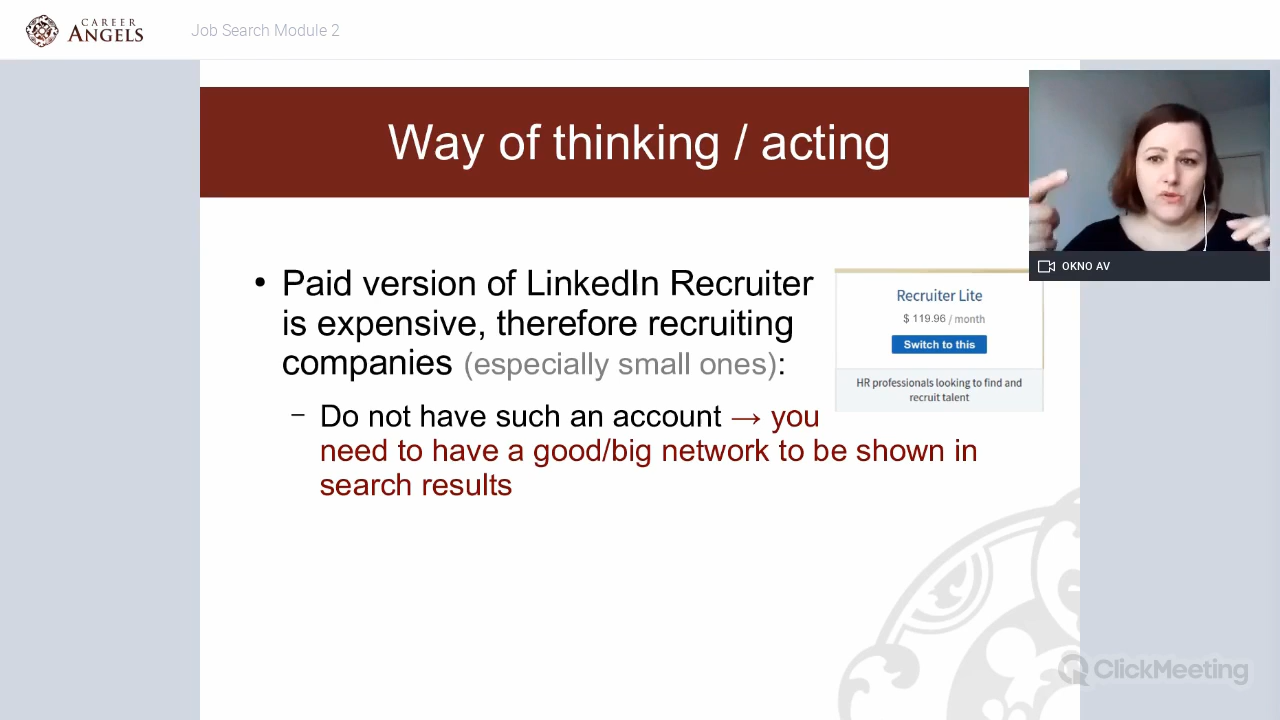 CAREER
ANGELS
Job Search Module 2
Way of thinking / acting
OKNO AV
• Paid version of LinkedIn Recruiter
is expensive, therefore recruiting
companies (especially small ones):
Recruiter Lite
$ 119.96 / month
Switch to this
HR professionals looking to find and
recruit talent
– Do not have such an account → you
need to have a good/big network to be shown in
search results
ClickMeeting